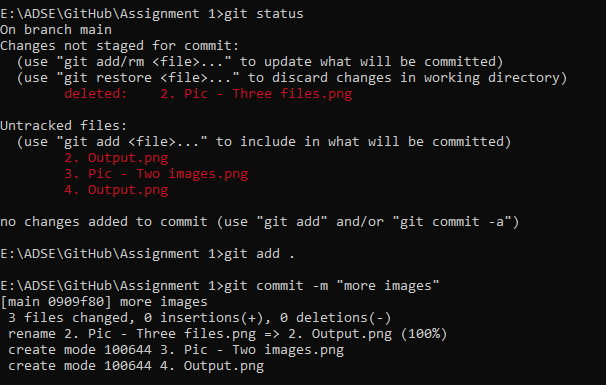 E:\ADSE\GitHub\Assignment 1>git status
On branch main
Changes not staged for commit:
  (use "git add/rm <file>..." to update what will be committed)
  (use "git restore <file>..." to discard changes in working directory)
        deleted:    2. Pic - Three files.png

Untracked files:
  (use "git add <file>..." to include in what will be committed)
        2. Output.png
        3. Pic - Two images.png
        4. Output.png

no changes added to commit (use "git add" and/or "git commit -a")

E:\ADSE\GitHub\Assignment 1>git add .

E:\ADSE\GitHub\Assignment 1>git commit -m "more images"
[main 0909f80] more images
 3 files changed, 0 insertions(+), 0 deletions(-)
 rename 2. Pic - Three files.png => 2. Output.png (100%)
 create mode 100644 3. Pic - Two images.png
 create mode 100644 4. Output.png